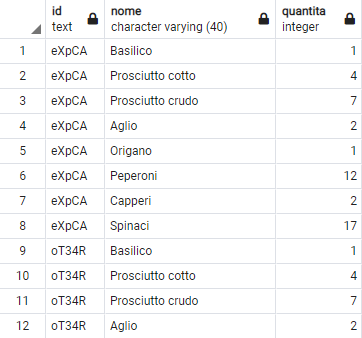 id nome quantita
text character varying (40) integer
1 eXpCA Basilico 1
2 eXpCA Prosciutto cotto 4
3 eXpCA Prosciutto crudo 7
4 eXpCA Aglio 2
5 eXpCA Origano 1
6 eXpCA Peperoni 12
7 eXpCA Capperi 2
8 eXpCA Spinaci 17
9 oT34R Basilico 1
10 oT34R Prosciutto cotto 4
11 oT34R Prosciutto crudo 7
12 oT34R Aglio 2